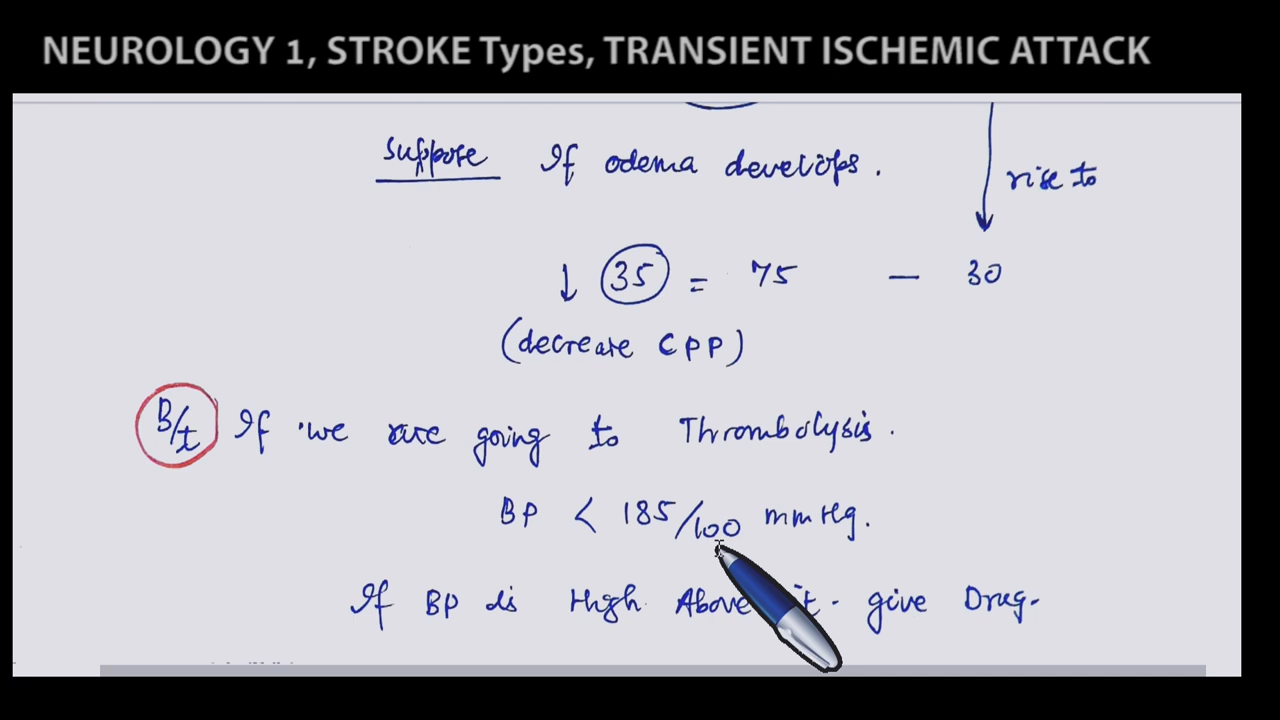 NEUROLOGY 1, STROKE Types, TRANSIENT ISCHEMIC ATTACK
Suppose If odema develops.
rise to
↓ 35 = 75 — 30
(decrease CPP)
B/t If we are going to Thrombolysis.
BP < 185/100 mmHg.
If BP is High Above it - give Drug-